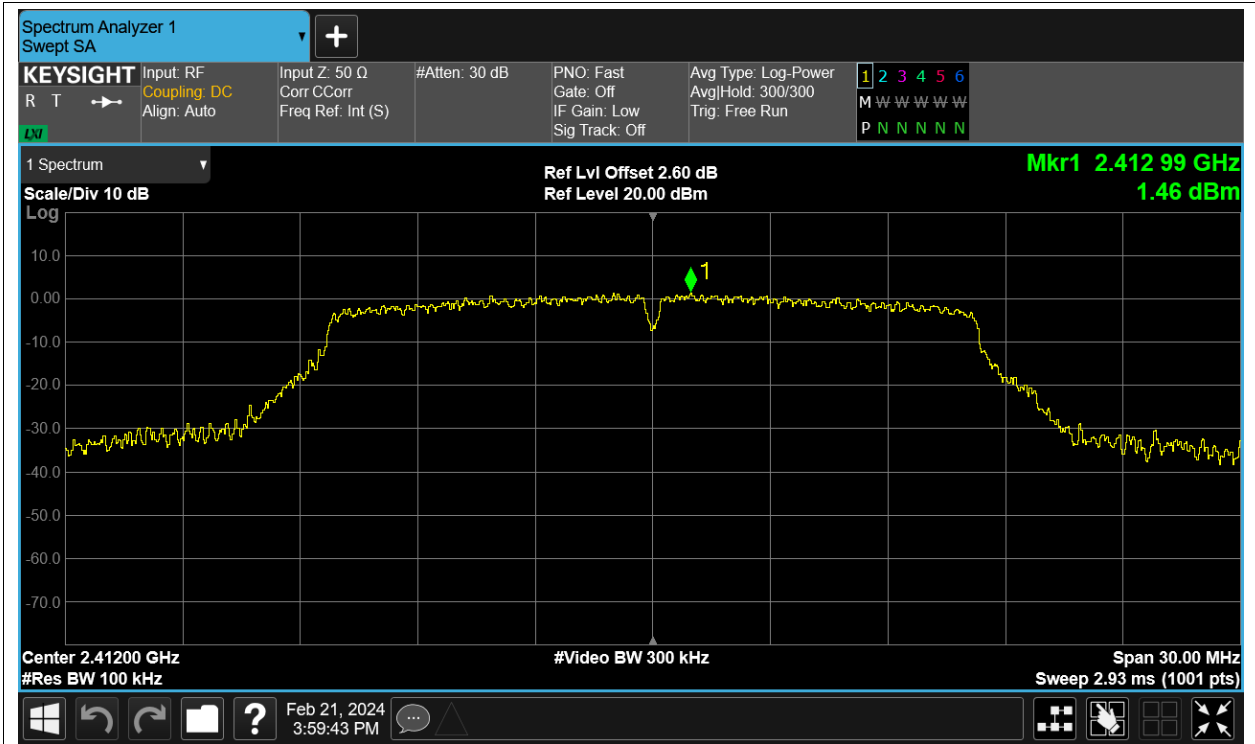 Spectrum Analyzer 1
Swept SA
KEYSIGHT
R T
LXI
Input: RF
Coupling: DC
Align: Auto
Input Z: 50 Ω
Corr CCorr
Freq Ref: Int (S)
#Atten: 30 dB
PNO: Fast
Gate: Off
IF Gain: Low
Sig Track: Off
Avg Type: Log-Power
Avg|Hold: 300/300
Trig: Free Run
1 2 3 4 5 6
M W W W W W
P N N N N N
1 Spectrum
Scale/Div 10 dB
Log
Ref Lvl Offset 2.60 dB
Ref Level 20.00 dBm
Mkr1 2.412 99 GHz
1.46 dBm
1
10.0
0.00
-10.0
-20.0
-30.0
-40.0
-50.0
-60.0
-70.0
Center 2.41200 GHz
#Res BW 100 kHz
#Video BW 300 kHz
Span 30.00 MHz
Sweep 2.93 ms (1001 pts)
?
Feb 21, 2024
3:59:43 PM